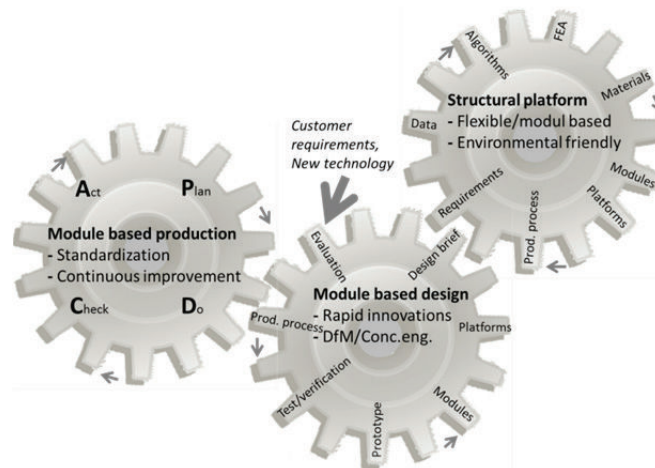 Act
Plan
Module based production
- Standardization
- Continuous improvement
Check
Do
Customer
requirements,
New technology
Evaluation
Design brief
Module based design
- Rapid innovations
- DfM/Conc.eng.
Prod. process
Platforms
Test/verification
Modules
Prototype
Algorithms
FEA
Materials
Structural platform
- Flexible/modul based
- Environmental friendly
Data
Modules
Requirements
Platforms
Prod. process